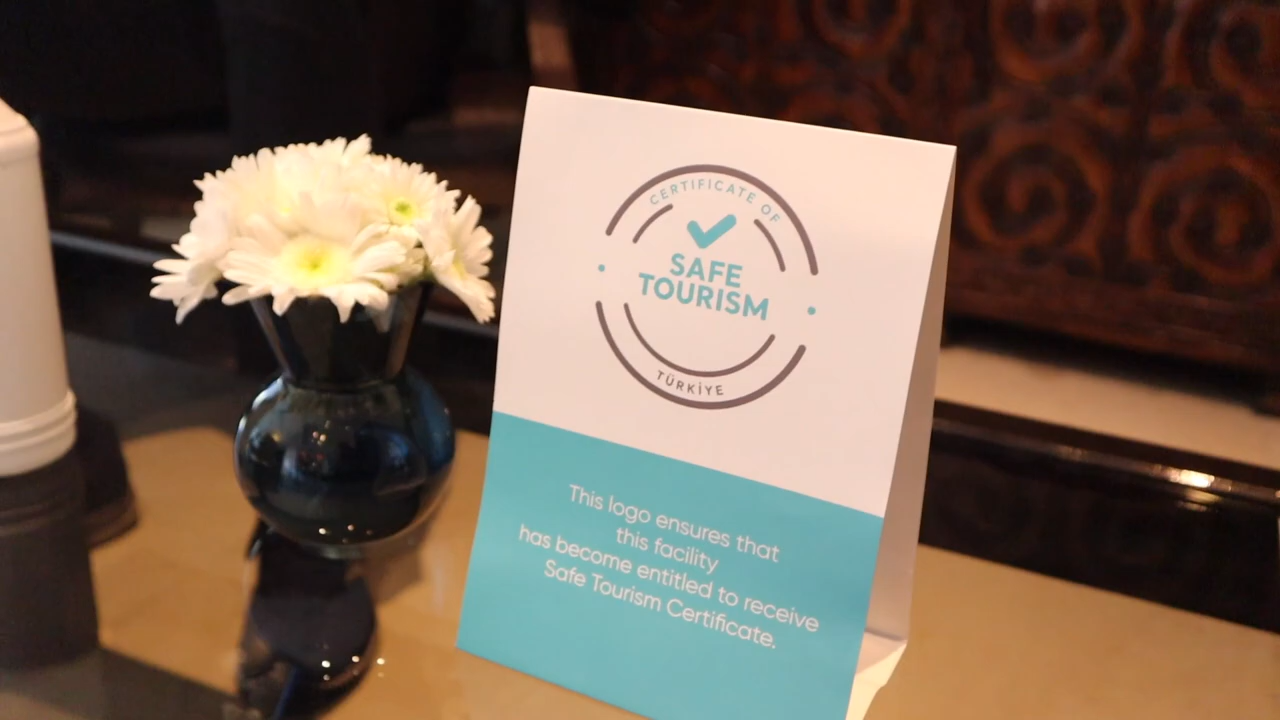 CERTIFICATE OF
SAFE
TOURISM
TÜRKİYE
This logo ensures that
this facility
has become entitled to receive
Safe Tourism Certificate.